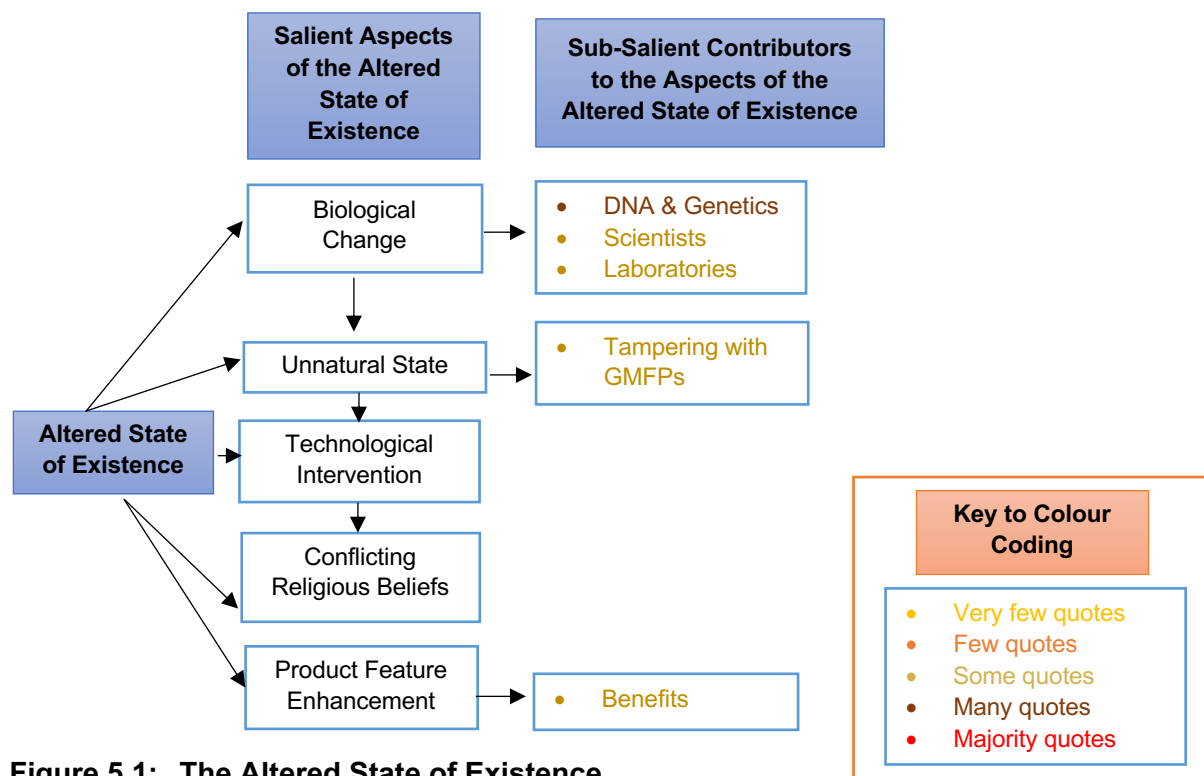 Salient Aspects
of the Altered
State of
Existence
Sub-Salient Contributors
to the Aspects of the
Altered State of Existence
Biological
Change
• DNA & Genetics
• Scientists
• Laboratories
Unnatural State
• Tampering with
GMFPs
Altered State
of Existence
Technological
Intervention
Conflicting
Religious Beliefs
Product Feature
Enhancement
• Benefits
Key to Colour
Coding
• Very few quotes
• Few quotes
• Some quotes
• Many quotes
• Majority quotes
Figure 5.1: The Altered State of Existence